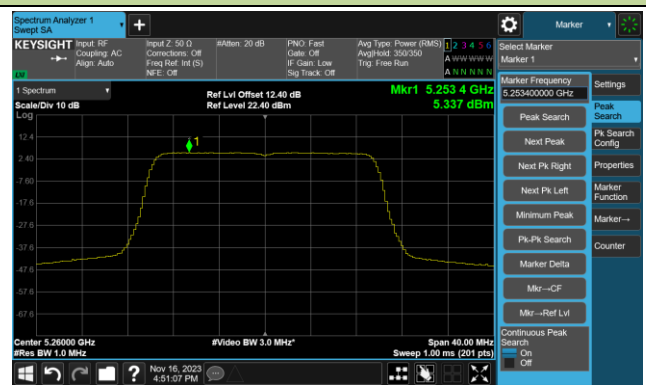 Spectrum Analyzer 1
Swept SA
Marker
KEYSIGHT
Input: RF
Coupling: AC
Align: Auto
Input Z: 50 Ω
Corrections: Off
Freq Ref: Int (S)
NFE: Off
#Atten: 20 dB
PNO: Fast
Gate: Off
IF Gain: Low
Sig Track: Off
Avg Type: Power (RMS)
Avg|Hold: 350/350
Trig: Free Run
1 2 3 4 5 6
A W W W W W
A N N N N N
LW
Select Marker
Marker 1
1 Spectrum
Scale/Div 10 dB
Log
Ref Lvl Offset 12.40 dB
Ref Level 22.40 dBm
Mkr1 5.253 4 GHz
5.337 dBm
1
12.4
2.40
-7.60
-17.6
-27.6
-37.6
-47.6
-57.6
-67.6
Center 5.26000 GHz
#Res BW 1.0 MHz
#Video BW 3.0 MHz*
Span 40.00 MHz
Sweep 1.00 ms (201 pts)
Marker Frequency
5.253400000 GHz
Peak Search
Next Peak
Next Pk Right
Next Pk Left
Minimum Peak
Pk-Pk Search
Marker Delta
Mkr→CF
Mkr→Ref Lvl
Continuous Peak
Search
On
Off
Settings
Peak
Search
Pk Search
Config
Properties
Marker
Function
Marker→
Counter
Nov 16, 2023
4:51:07 PM